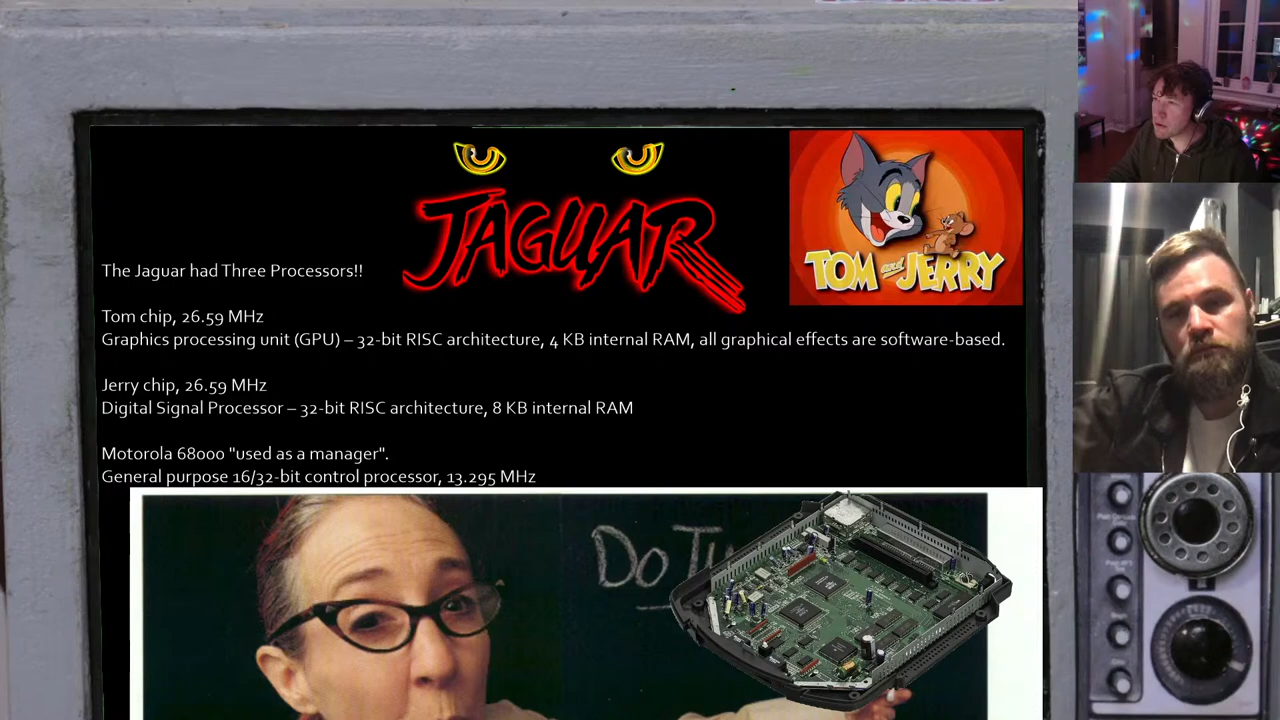 JAGUAR
TOM and JERRY
The Jaguar had Three Processors!!
Tom chip, 26.59 MHz
Graphics processing unit (GPU) – 32-bit RISC architecture, 4 KB internal RAM, all graphical effects are software-based.
Jerry chip, 26.59 MHz
Digital Signal Processor – 32-bit RISC architecture, 8 KB internal RAM
Motorola 68000 "used as a manager".
General purpose 16/32-bit control processor, 13.295 MHz
Do